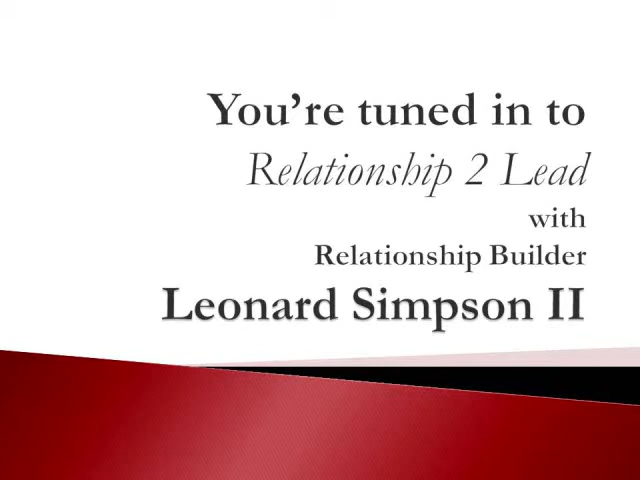 You’re tuned in to
Relationship 2 Lead
with
Relationship Builder
Leonard Simpson II